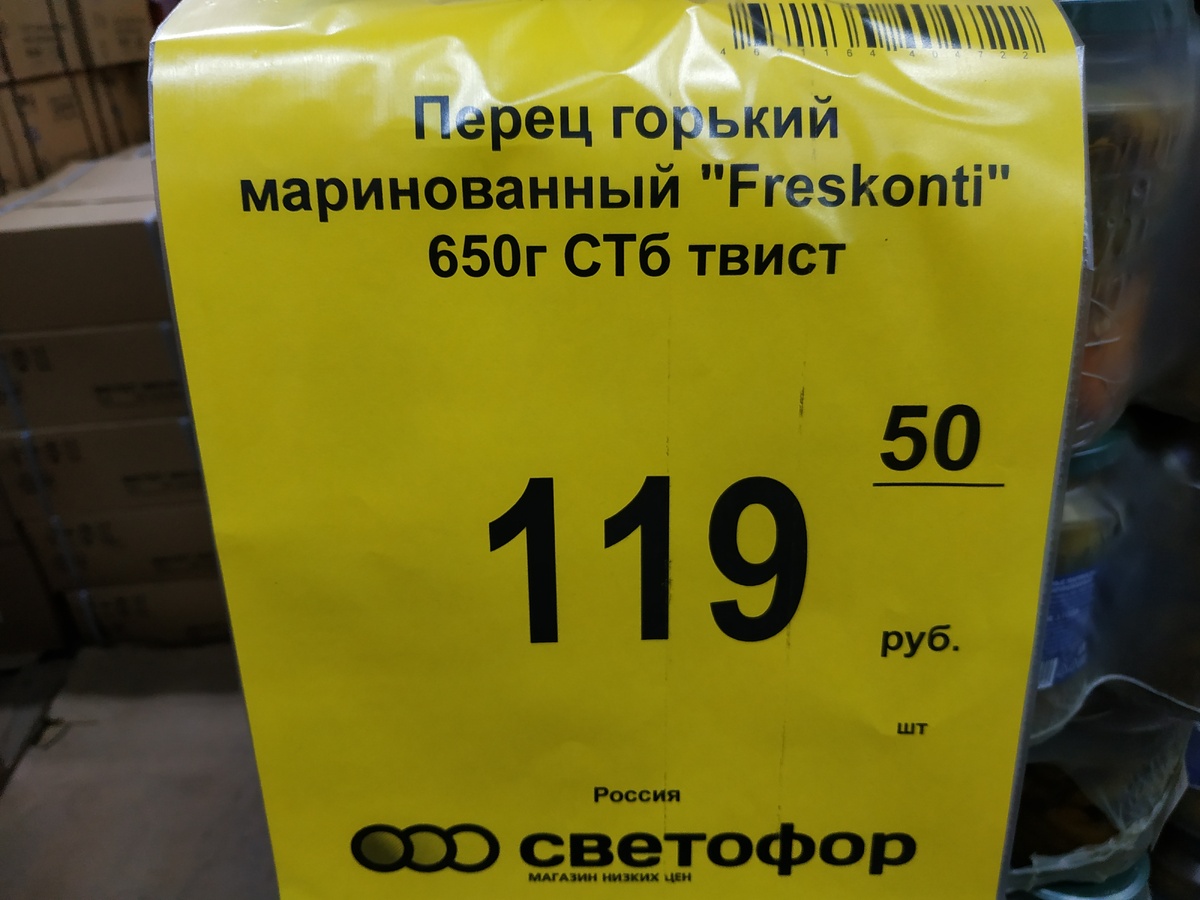 Перец горький
маринованный "Freskonti"
650г СТб твист
50
119
руб.
шт
Россия
светофор
МАГАЗИН НИЗКИХ ЦЕН